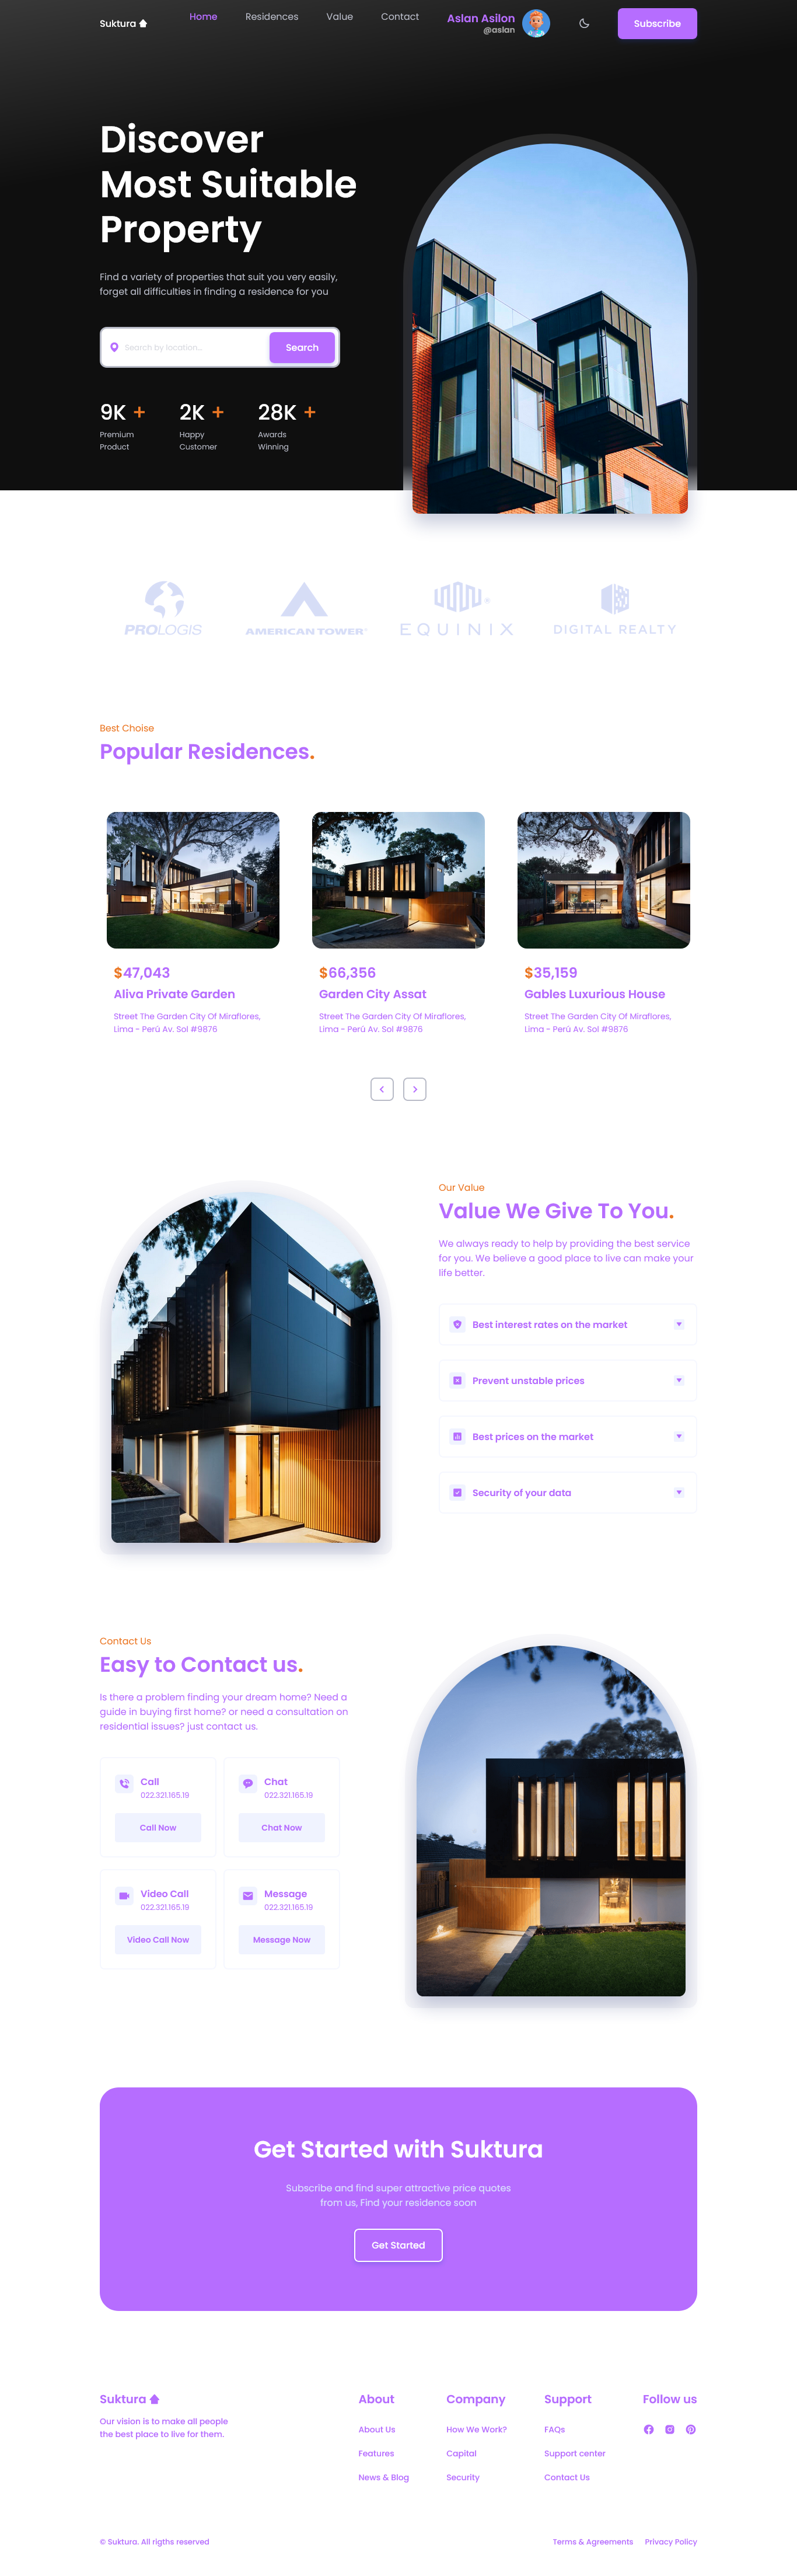 Suktura
Home
Residences
Value
Contact
Aslan Asilon
@aslan
Subscribe
Discover
Most Suitable
Property
Find a variety of properties that suit you very easily,
forget all difficulties in finding a residence for you
Search by location...
Search
9K +
Premium
Product
2K +
Happy
Customer
28K +
Awards
Winning
PROLOGIS
AMERICAN TOWER®
EQUINIX
DIGITAL REALTY
Best Choise
Popular Residences.
$47,043
Aliva Private Garden
Street The Garden City Of Miraflores,
Lima - Perú Av. Sol #9876
$66,356
Garden City Assat
Street The Garden City Of Miraflores,
Lima - Perú Av. Sol #9876
$35,159
Gables Luxurious House
Street The Garden City Of Miraflores,
Lima - Perú Av. Sol #9876
Our Value
Value We Give To You.
We always ready to help by providing the best service
for you. We believe a good place to live can make your
life better.
Best interest rates on the market
Prevent unstable prices
Best prices on the market
Security of your data
Contact Us
Easy to Contact us.
Is there a problem finding your dream home? Need a
guide in buying first home? or need a consultation on
residential issues? just contact us.
Call
022.321.165.19
Call Now
Chat
022.321.165.19
Chat Now
Video Call
022.321.165.19
Video Call Now
Message
022.321.165.19
Message Now
Get Started with Suktura
Subscribe and find super attractive price quotes
from us, Find your residence soon
Get Started
Suktura
Our vision is to make all people
the best place to live for them.
About
About Us
Features
News & Blog
Company
How We Work?
Capital
Security
Support
FAQs
Support center
Contact Us
Follow us
© Suktura. All rigths reserved
Terms & Agreements
Privacy Policy